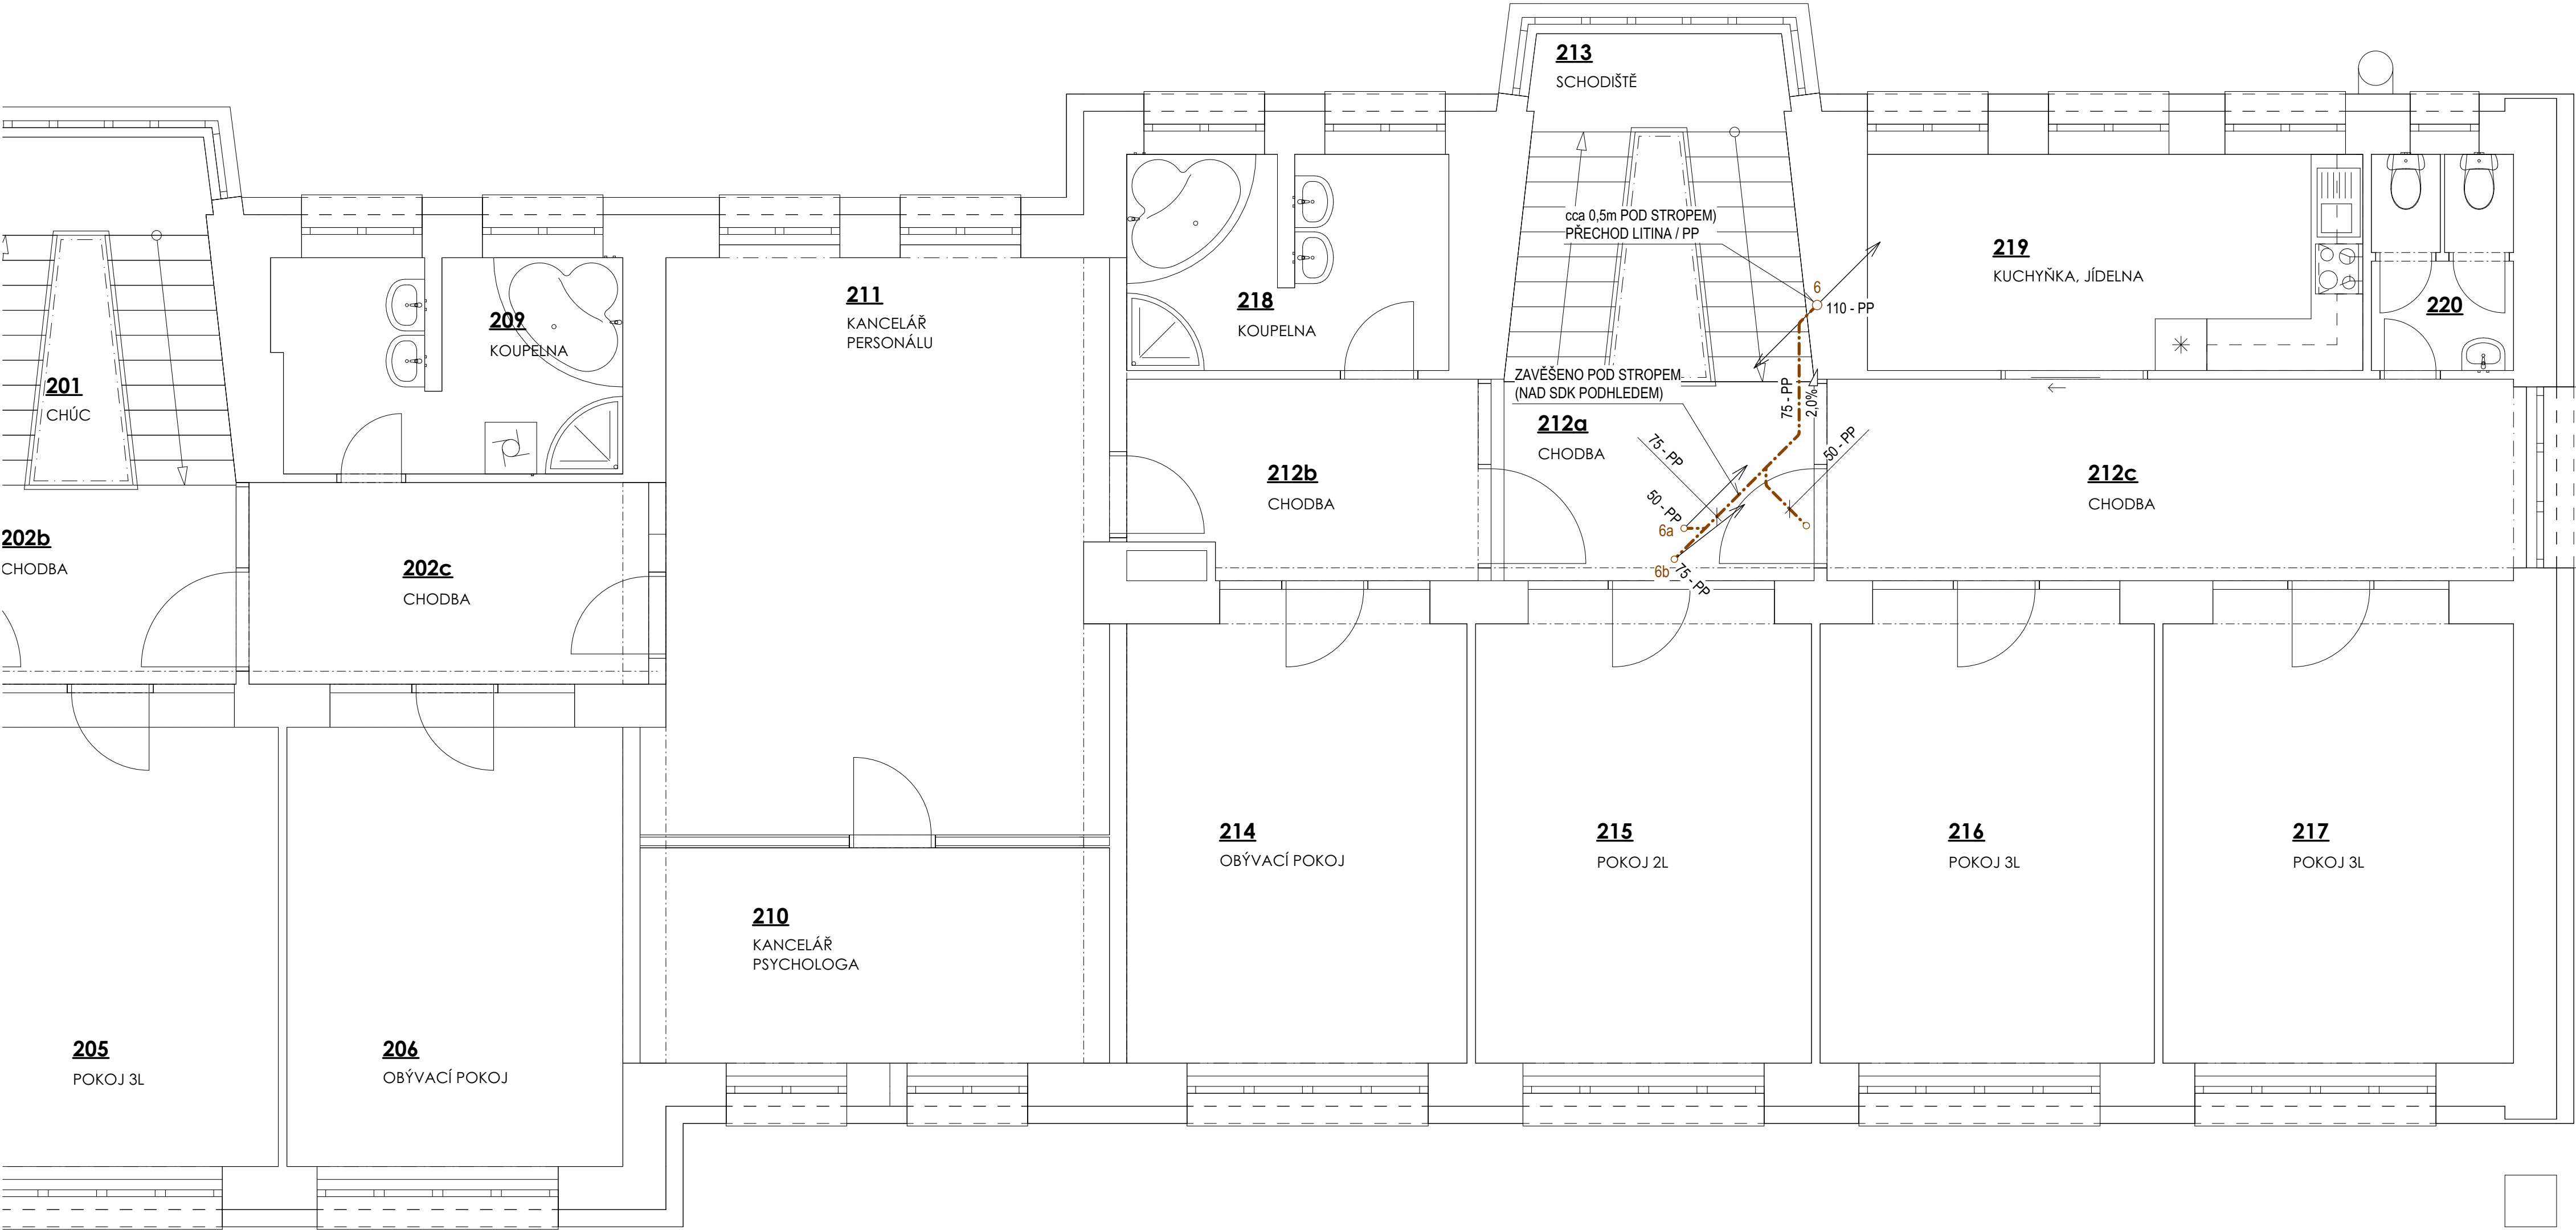 213
SCHODIŠTĚ
cca 0,5m POD STROPEM)
PŘECHOD LITINA / PP
219
KUCHYŇKA, JÍDELNA
6
110 - PP
211
KANCELÁŘ
PERSONÁLU
218
KOUPELNA
220
209
KOUPELNA
201
CHÚC
ZAVĚŠENO POD STROPEM
(NAD SDK PODHLEDEM)
75 - PP
2,0%
212a
CHODBA
75 - PP
50 - PP
50 - PP
6a
6b
75 - PP
212b
CHODBA
212c
CHODBA
202b
CHODBA
202c
CHODBA
214
OBÝVACÍ POKOJ
215
POKOJ 2L
216
POKOJ 3L
217
POKOJ 3L
210
KANCELÁŘ
PSYCHOLOGA
205
POKOJ 3L
206
OBÝVACÍ POKOJ